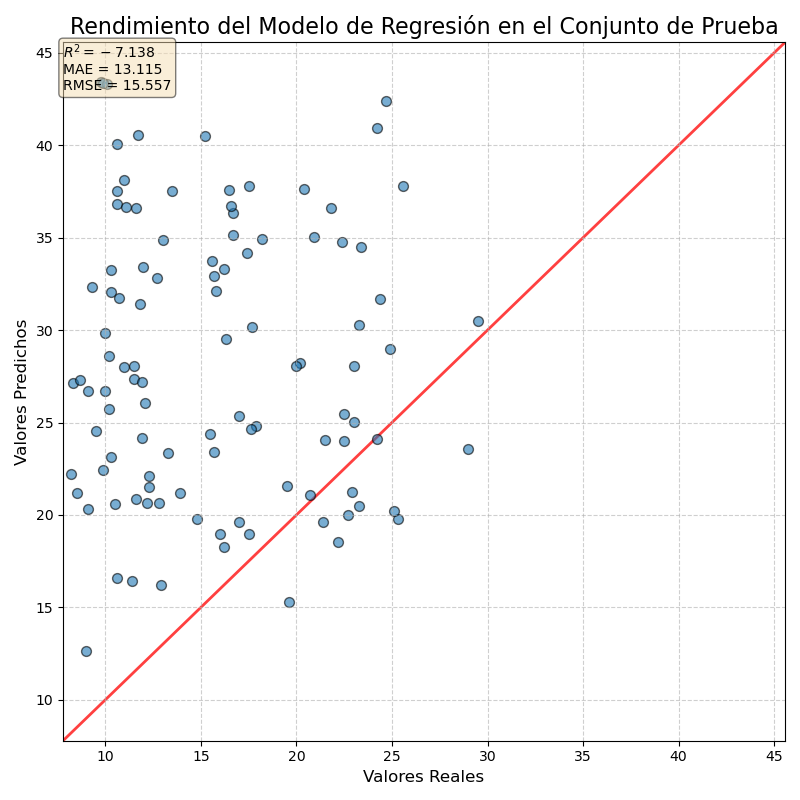 Rendimiento del Modelo de Regresión en el Conjunto de Prueba
R² = −7.138
MAE = 13.115
RMSE = 15.557
45
40
35
30
25
20
15
10
Valores Predichos
10 15 20 25 30 35 40 45
Valores Reales